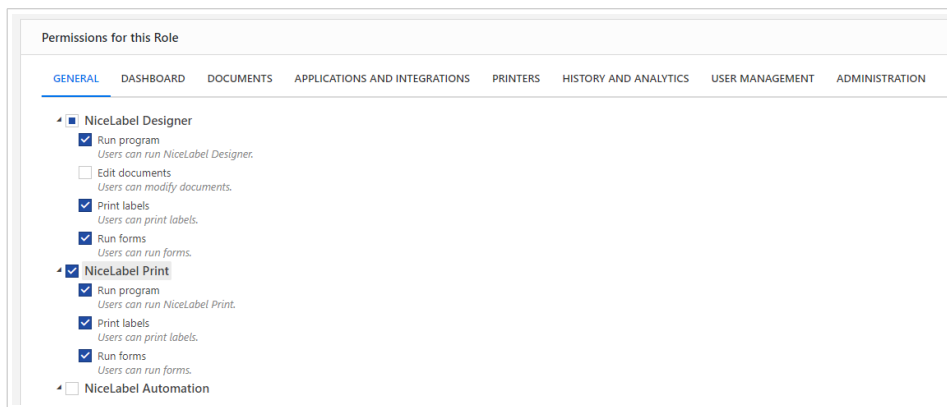 Permissions for this Role
GENERAL DASHBOARD DOCUMENTS APPLICATIONS AND INTEGRATIONS PRINTERS HISTORY AND ANALYTICS USER MANAGEMENT ADMINISTRATION
NiceLabel Designer
Run program
Users can run NiceLabel Designer.
Edit documents
Users can modify documents.
Print labels
Users can print labels.
Run forms
Users can run forms.
NiceLabel Print
Run program
Users can run NiceLabel Print.
Print labels
Users can print labels.
Run forms
Users can run forms.
NiceLabel Automation